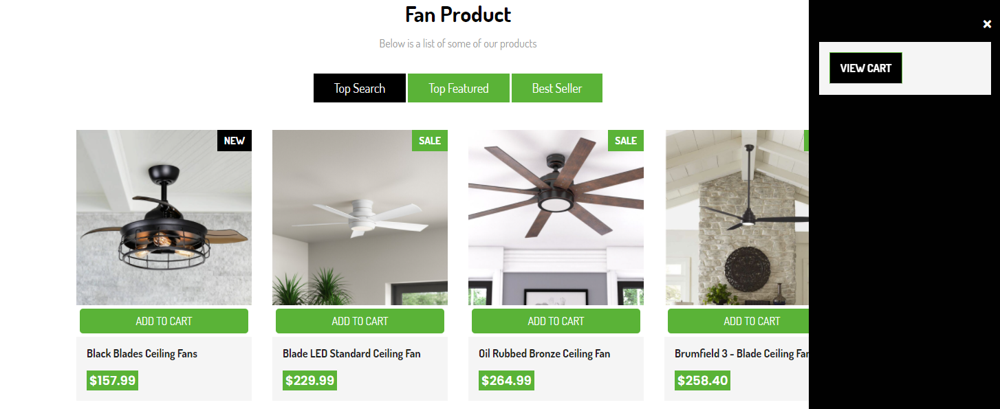 Fan Product
Below is a list of some of our products
Top Search
Top Featured
Best Seller
×
VIEW CART
NEW
SALE
SALE
ADD TO CART
ADD TO CART
ADD TO CART
ADD TO CART
Black Blades Ceiling Fans
Blade LED Standard Ceiling Fan
Oil Rubbed Bronze Ceiling Fan
Brumfield 3 - Blade Ceiling Fan
$157.99
$229.99
$264.99
$258.40